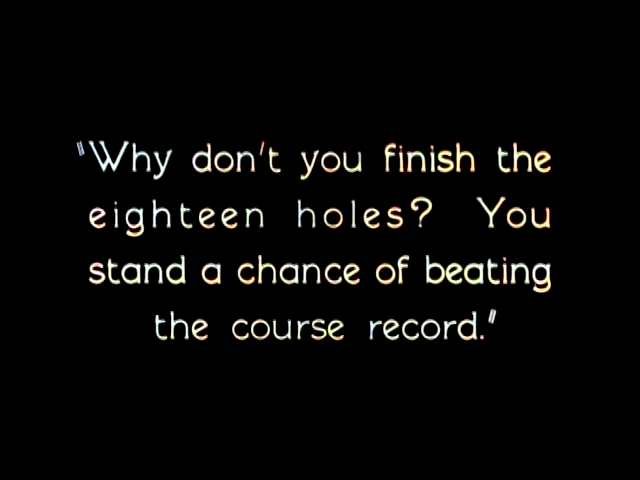 "Why don't you finish the
eighteen holes? You
stand a chance of beating
the course record."